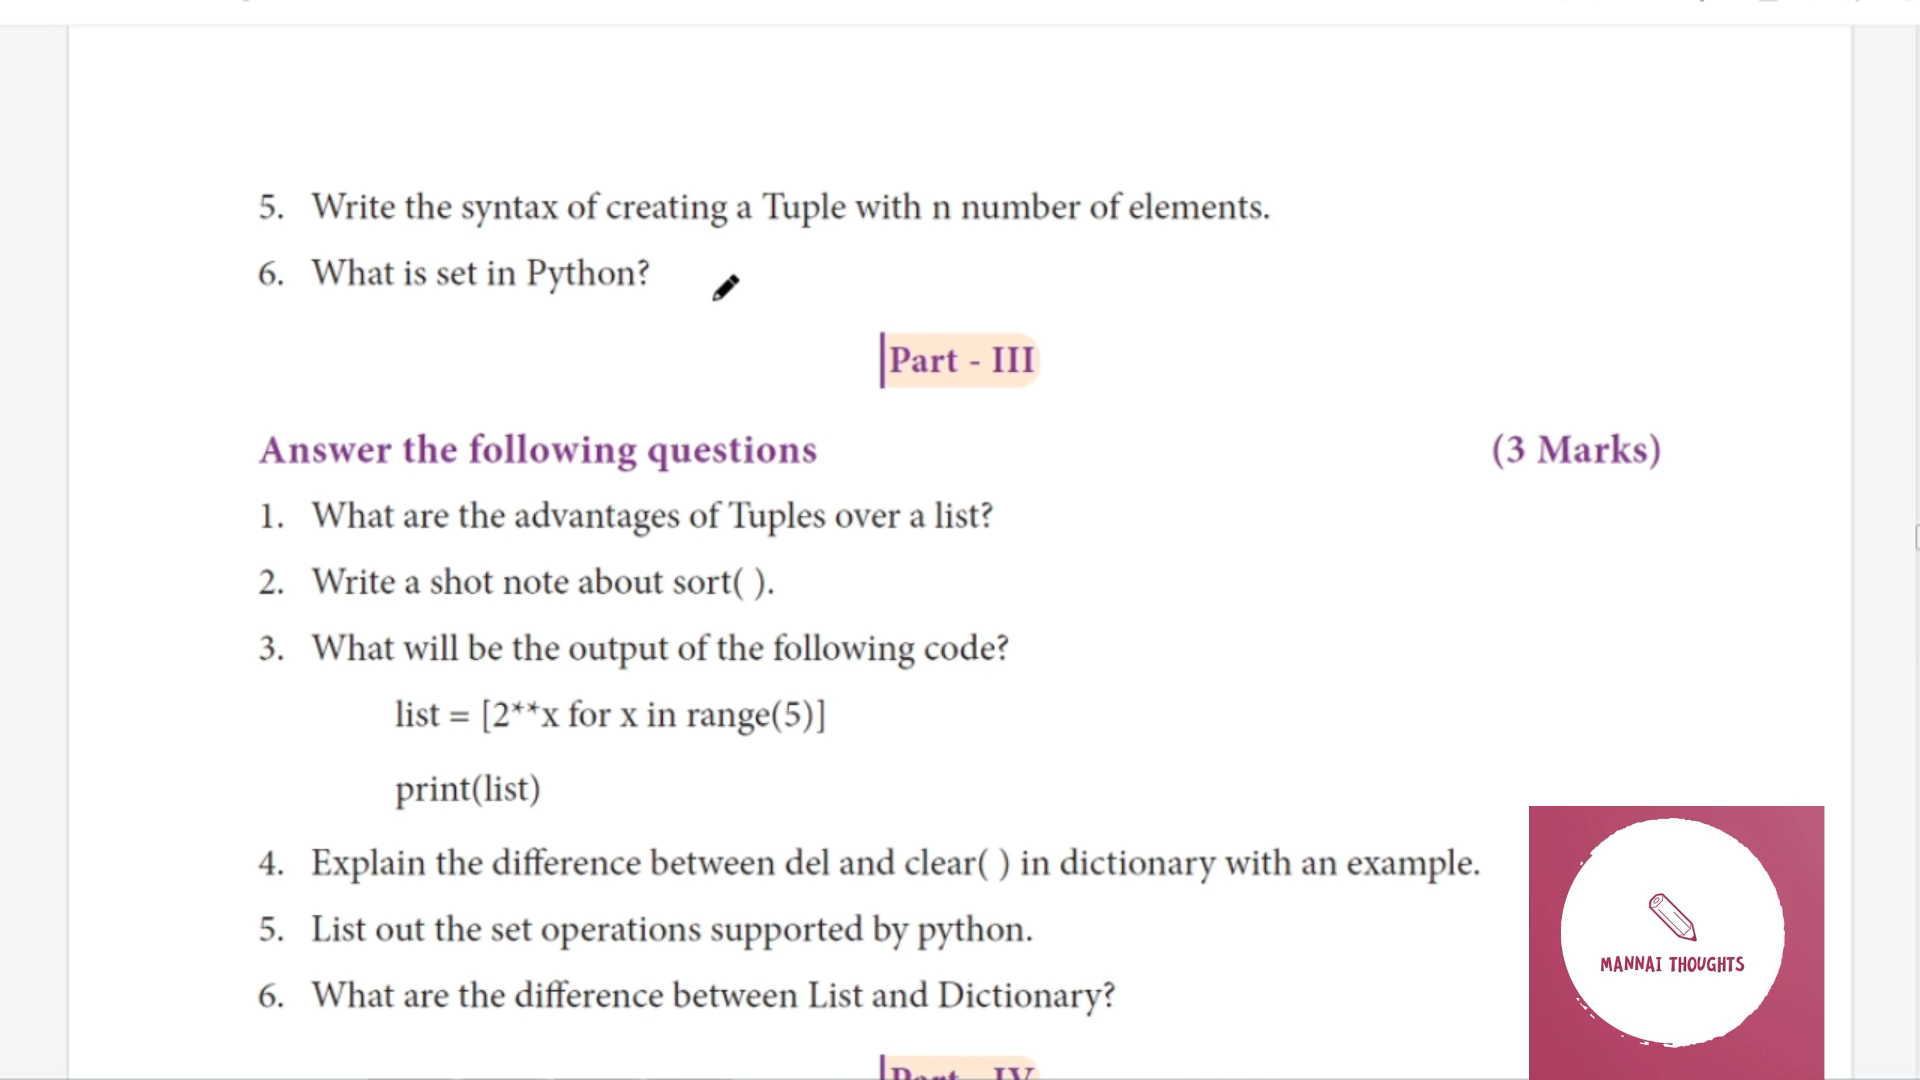 5. Write the syntax of creating a Tuple with n number of elements.
6. What is set in Python?
Part - III
Answer the following questions (3 Marks)
1. What are the advantages of Tuples over a list?
2. Write a shot note about sort( ).
3. What will be the output of the following code?
list = [2**x for x in range(5)]
print(list)
4. Explain the difference between del and clear( ) in dictionary with an example.
5. List out the set operations supported by python.
6. What are the difference between List and Dictionary?
MANNAI THOUGHTS
Part - IV